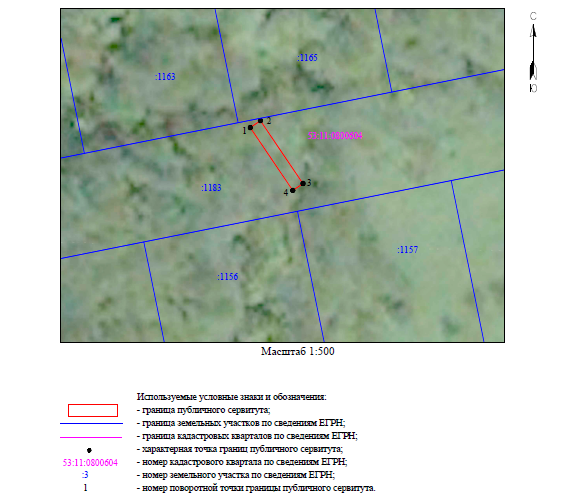 С
:1165
:1163
2
1
53:11:0800604
3
:1183
4
:1157
:1156
Ю
Масштаб 1:500
Используемые условные знаки и обозначения:
- граница публичного сервитута;
- граница земельных участков по сведениям ЕГРН;
- граница кадастровых кварталов по сведениям ЕГРН;
- характерная точка границ публичного сервитута;
53:11:0800604 - номер кадастрового квартала по сведениям ЕГРН;
:3 - номер земельного участка по сведениям ЕГРН;
1 - номер поворотной точки границы публичного сервитута.